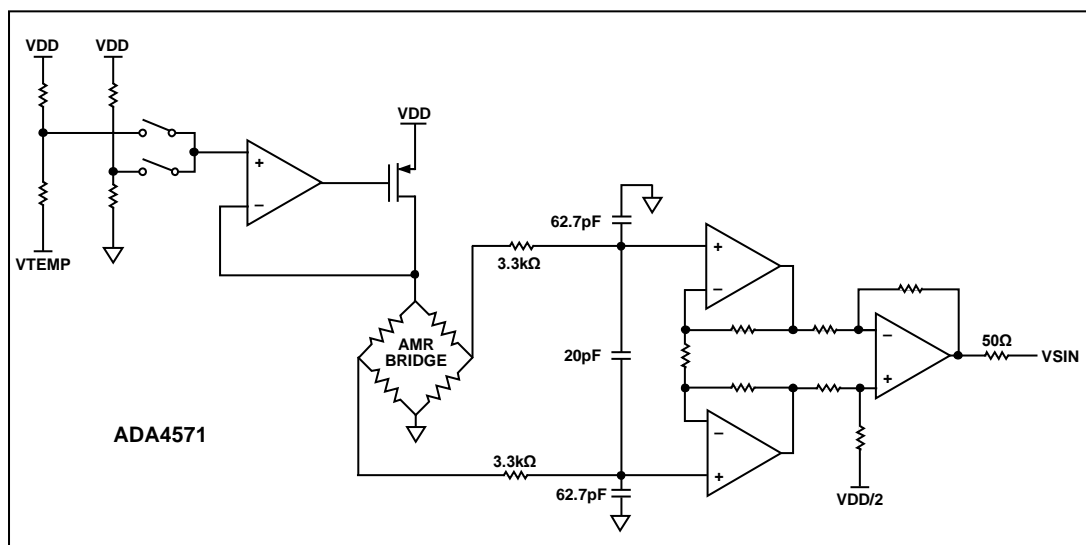 VDD
VDD
VDD
+
−
VTEMP
62.7pF
3.3kΩ
+
−
AMR
BRIDGE
20pF
−
+
50Ω
VSIN
ADA4571
3.3kΩ
−
+
62.7pF
VDD/2